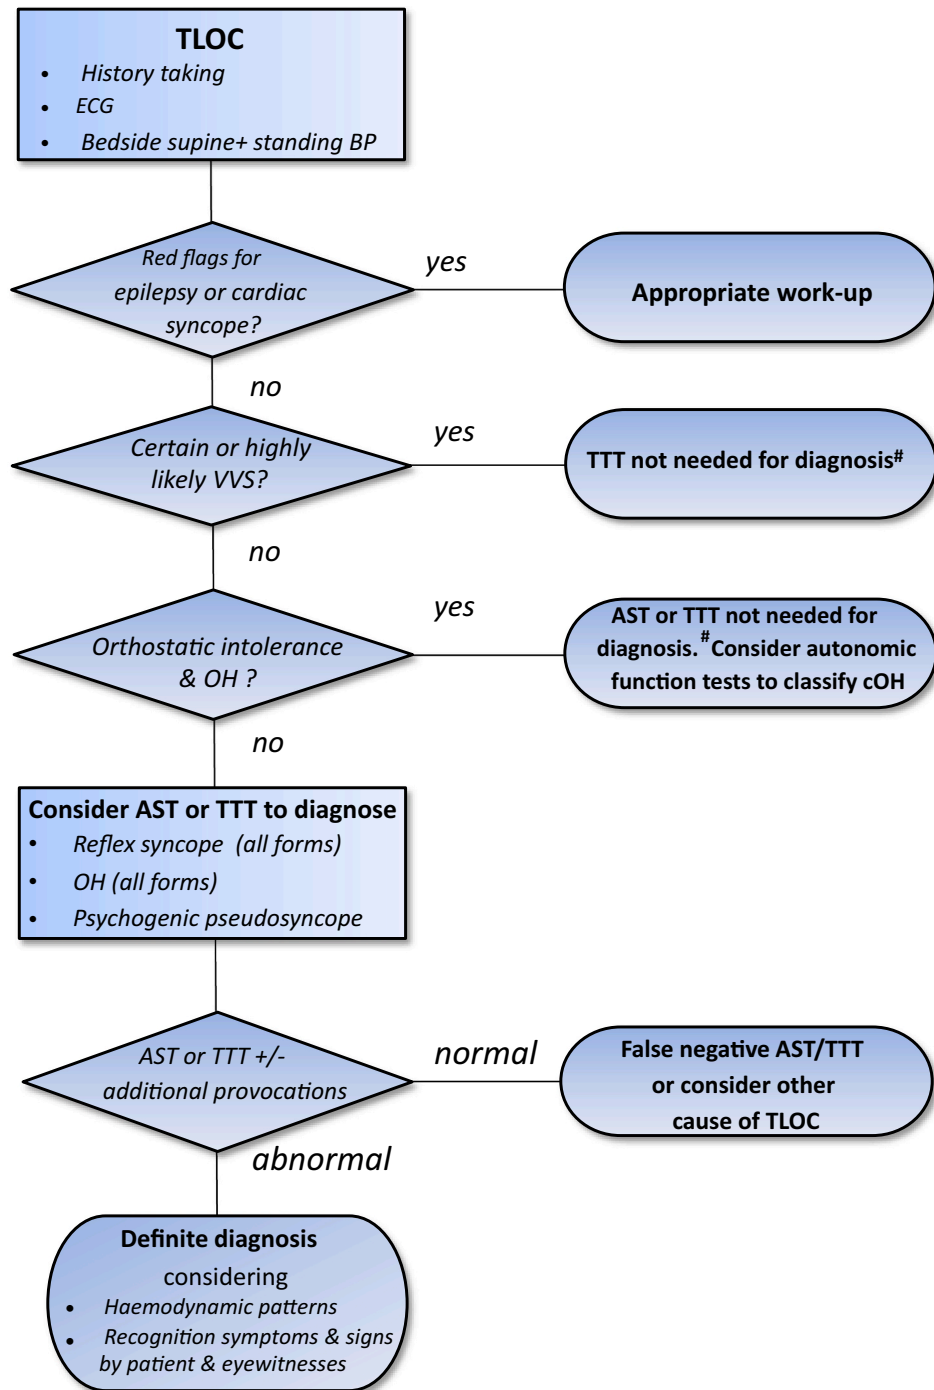 TLOC
• History taking
• ECG
• Bedside supine+ standing BP
Red flags for
epilepsy or cardiac
syncope?
yes
Appropriate work-up
no
Certain or highly
likely VVS?
yes
TTT not needed for diagnosis#
no
Orthostatic intolerance
& OH ?
yes
AST or TTT not needed for
diagnosis.# Consider autonomic
function tests to classify cOH
no
Consider AST or TTT to diagnose
• Reflex syncope (all forms)
• OH (all forms)
• Psychogenic pseudosyncope
AST or TTT +/-
additional provocations
normal
False negative AST/TTT
or consider other
cause of TLOC
abnormal
Definite diagnosis
considering
• Haemodynamic patterns
• Recognition symptoms & signs
by patient & eyewitnesses